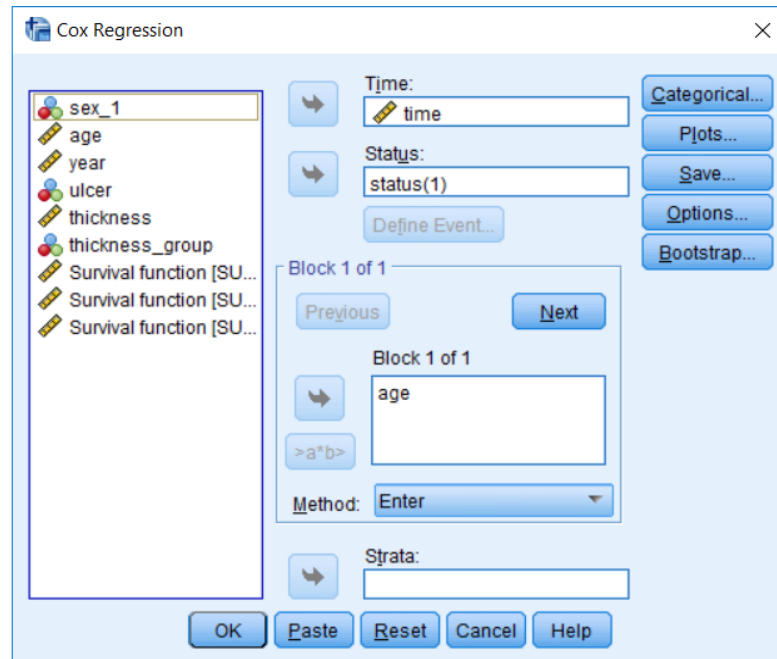 Cox Regression
sex_1
age
year
ulcer
thickness
thickness_group
Survival function [SU...
Survival function [SU...
Survival function [SU...
Time:
time
Status:
status(1)
Define Event...
Block 1 of 1
Previous
Next
Block 1 of 1
age
>a*b>
Method: Enter
Strata:
Categorical...
Plots...
Save...
Options...
Bootstrap...
OK Paste Reset Cancel Help